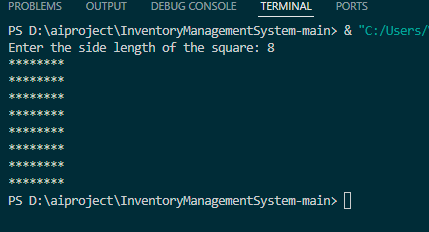 PROBLEMS OUTPUT DEBUG CONSOLE TERMINAL PORTS
PS D:\aiproject\InventoryManagementSystem-main> & "C:/Users/
Enter the side length of the square: 8
********
********
********
********
********
********
********
********
PS D:\aiproject\InventoryManagementSystem-main>